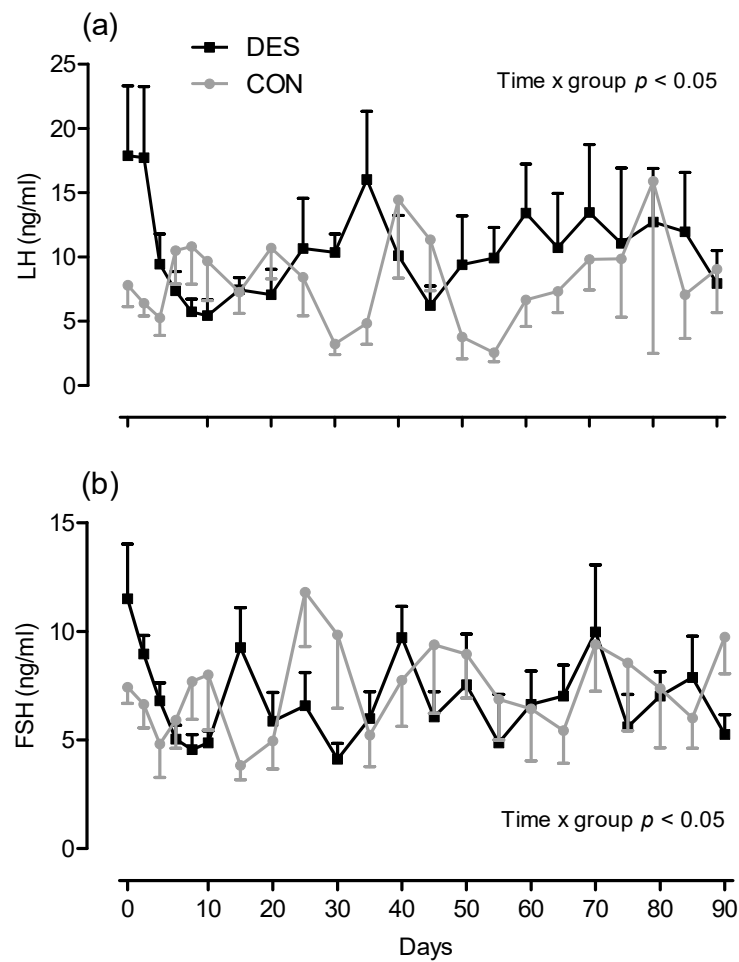 (a)
DES
CON
Time x group p < 0.05
LH (ng/ml)
25
20
15
10
5
0
(b)
FSH (ng/ml)
15
10
5
0
Time x group p < 0.05
0 10 20 30 40 50 60 70 80 90
Days